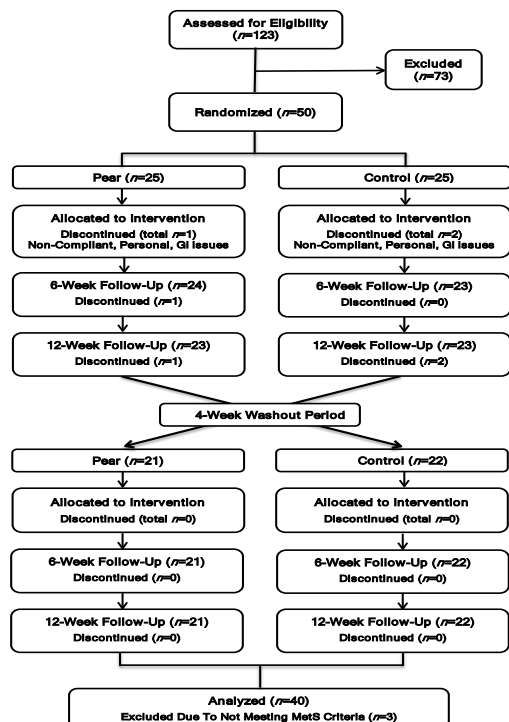 Assessed for Eligibility
(n=123)
Excluded
(n=73)
Randomized (n=50)
Pear (n=25)
Control (n=25)
Allocated to Intervention
Discontinued (total n=1)
Non-Compliant, Personal, GI issues
Allocated to Intervention
Discontinued (total n=2)
Non-Compliant, Personal, GI issues
6-Week Follow-Up (n=24)
Discontinued (n=1)
6-Week Follow-Up (n=23)
Discontinued (n=0)
12-Week Follow-Up (n=23)
Discontinued (n=1)
12-Week Follow-Up (n=23)
Discontinued (n=2)
4-Week Washout Period
Pear (n=21)
Control (n=22)
Allocated to Intervention
Discontinued (total n=0)
Allocated to Intervention
Discontinued (total n=0)
6-Week Follow-Up (n=21)
Discontinued (n=0)
6-Week Follow-Up (n=22)
Discontinued (n=0)
12-Week Follow-Up (n=21)
Discontinued (n=0)
12-Week Follow-Up (n=22)
Discontinued (n=0)
Analyzed (n=40)
Excluded Due To Not Meeting MetS Criteria (n=3)